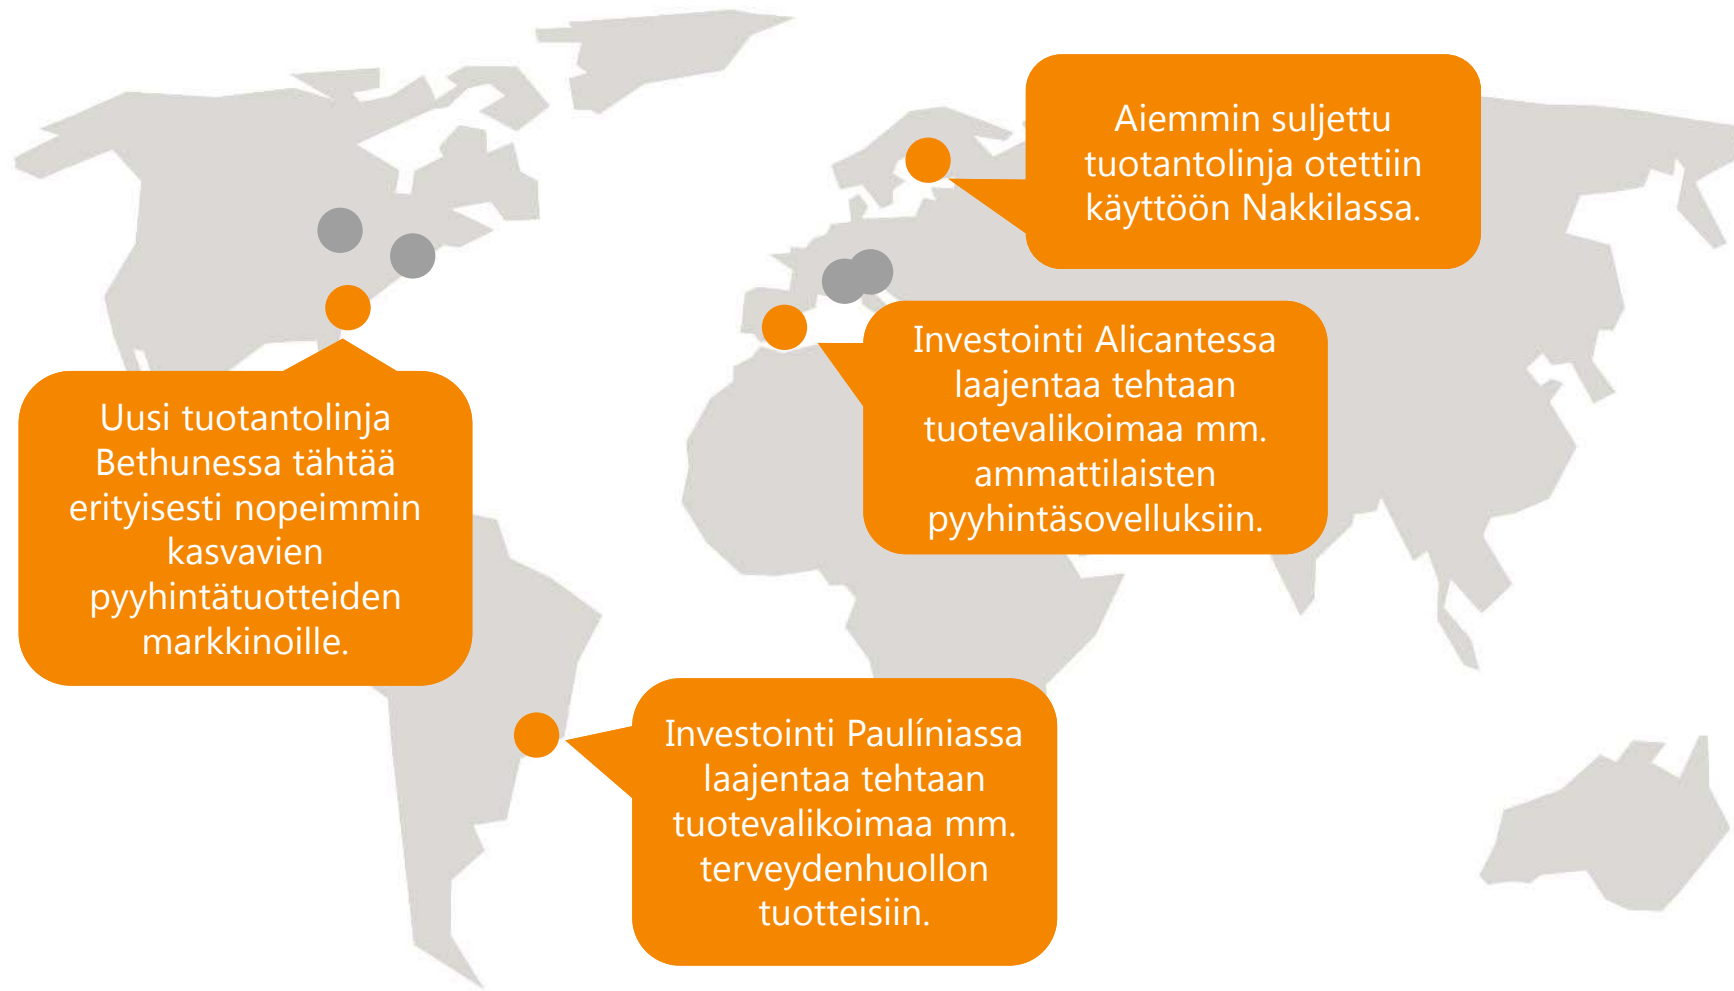 Aiemmin suljettu
tuotantolinja otettiin
käyttöön Nakkilassa.
Investointi Alicantessa
laajentaa tehtaan
tuotevalikoimaa mm.
ammattilaisten
pyyhintäsovelluksiin.
Uusi tuotantolinja
Bethunessa tähtää
erityisesti nopeimmin
kasvavien
pyyhintätuotteiden
markkinoille.
Investointi Paulíniassa
laajentaa tehtaan
tuotevalikoimaa mm.
terveydenhuollon
tuotteisiin.